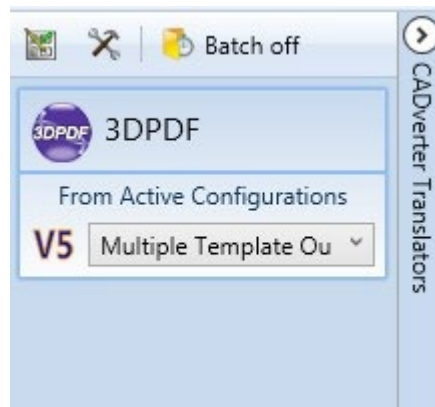 Batch off
3DPDF 3DPDF
From Active Configurations
V5 Multiple Template Ou
CADverter Translators